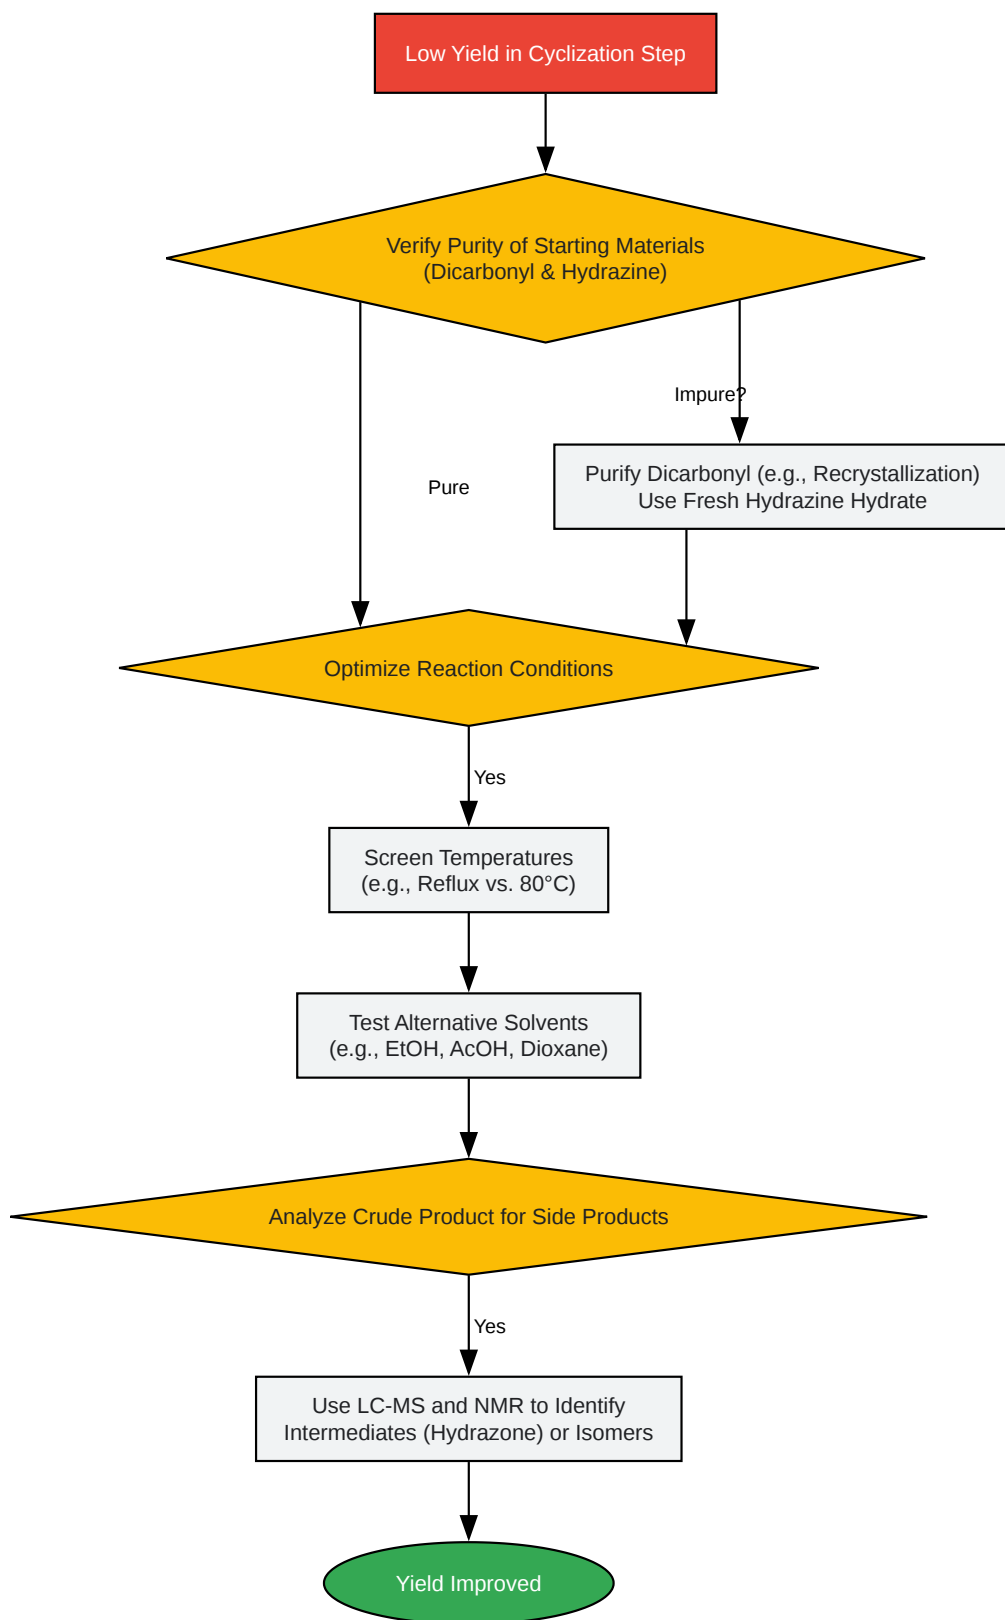 Low Yield in Cyclization Step
Verify Purity of Starting Materials
(Dicarbonyl & Hydrazine)
Impure?
Purify Dicarbonyl (e.g., Recrystallization)
Use Fresh Hydrazine Hydrate
Pure
Optimize Reaction Conditions
Yes
Screen Temperatures
(e.g., Reflux vs. 80°C)
Test Alternative Solvents
(e.g., EtOH, AcOH, Dioxane)
Analyze Crude Product for Side Products
Yes
Use LC-MS and NMR to Identify
Intermediates (Hydrazone) or Isomers
Yield Improved